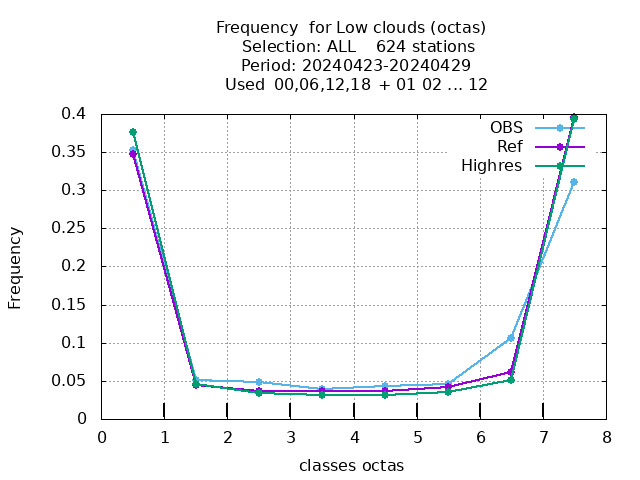 Frequency  for Low clouds (octas)
Selection: ALL    624 stations
Period: 20240423-20240429
Used  00,06,12,18  + 01 02 ... 12
OBS
Ref
Highres
0.4
0.35
0.3
0.25
0.2
0.15
0.1
0.05
0
Frequency
0 1 2 3 4 5 6 7 8
classes octas